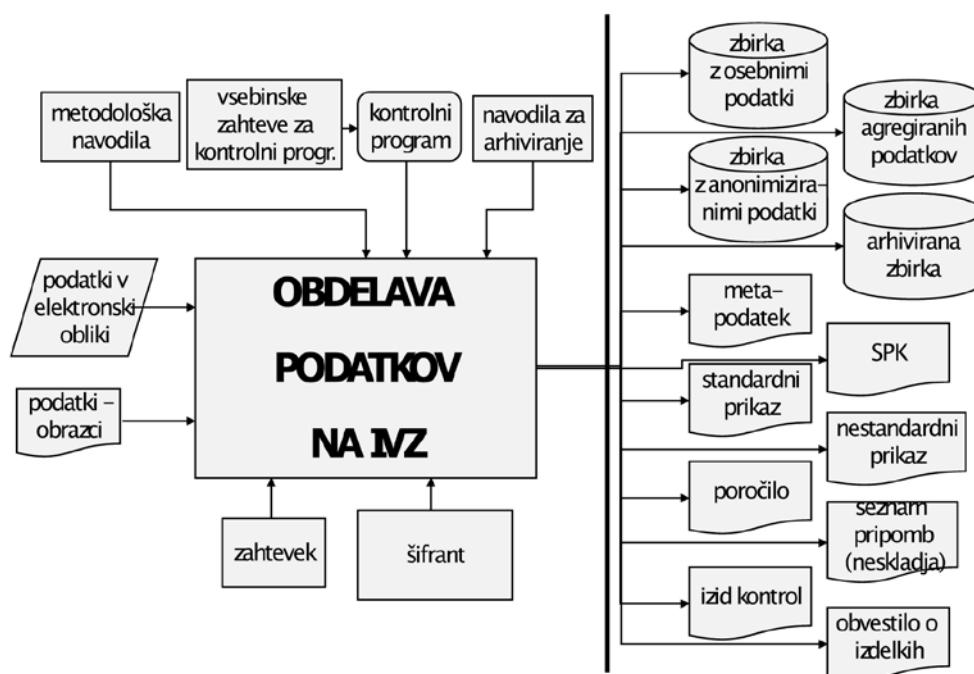 metodološka
navodila
vsebinske
zahteve za
kontrolni progr.
kontrolni
program
navodila za
arhiviranje
podatki v
elektronski
obliki
podatki –
obrazci
OBDELAVA
PODATKOV
NA IVZ
zahtevek
šifrant
zbirka
z osebnimi
podatki
zbirka
agregiranih
podatkov
zbirka
z anonimizira–
nimi podatki
arhivirana
zbirka
meta–
podatek
SPK
standardni
prikaz
nestandardni
prikaz
poročilo
seznam
pripomb
(neskladja)
izid kontrol
obvestilo o
izdelkih